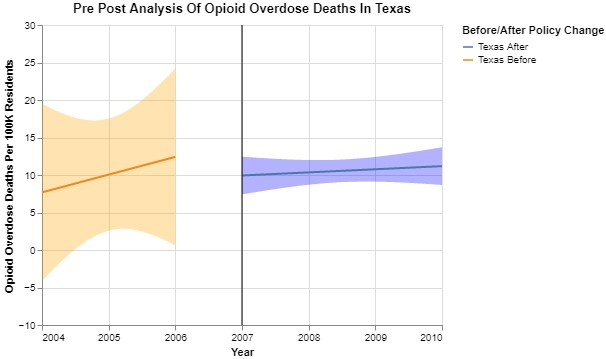 Pre Post Analysis Of Opioid Overdose Deaths In Texas
Before/After Policy Change
Texas After
Texas Before
Opioid Overdose Deaths Per 100K Residents
30
25
20
15
10
5
0
−5
−10
2004 2005 2006 2007 2008 2009 2010
Year